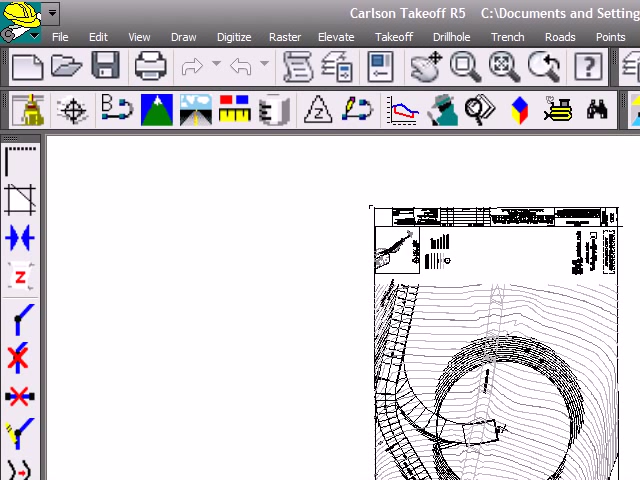 Carlson Takeoff R5 C:\Documents and Setting
File Edit View Draw Digitize Raster Elevate Takeoff Drillhole Trench Roads Points
?
B Z
Z